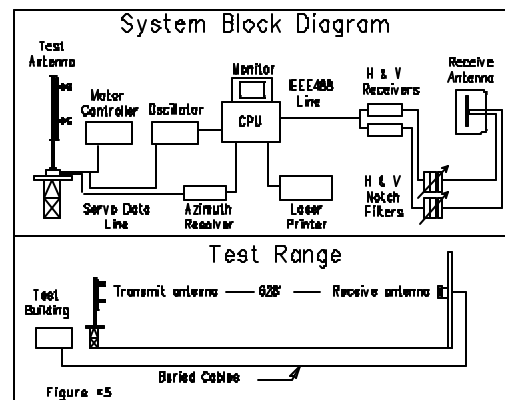 System Block Diagram
Test
Antenna
Motor
Controller
Oscillator
Monitor
CPU
IEEE488
Line
H & V
Receivers
Receive
Antenna
Servo Data
Line
Azimuth
Receiver
Laser
Printer
H & V
Notch
Filters
Test Range
Test
Building
Transmit antenna
628'
Receive antenna
Buried Cables
Figure